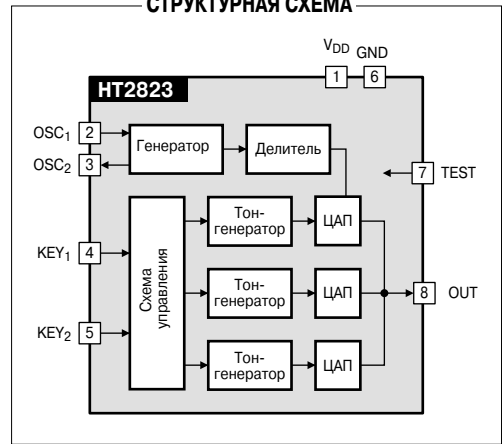 СТРУКТУРНАЯ СХЕМА
VDD GND
1 6
HT2823
OSC1 2
OSC2 3
Генератор
Делитель
7 TEST
KEY1 4
KEY2 5
Схема
управления
Тон-
генератор
ЦАП
Тон-
генератор
ЦАП
8 OUT
Тон-
генератор
ЦАП